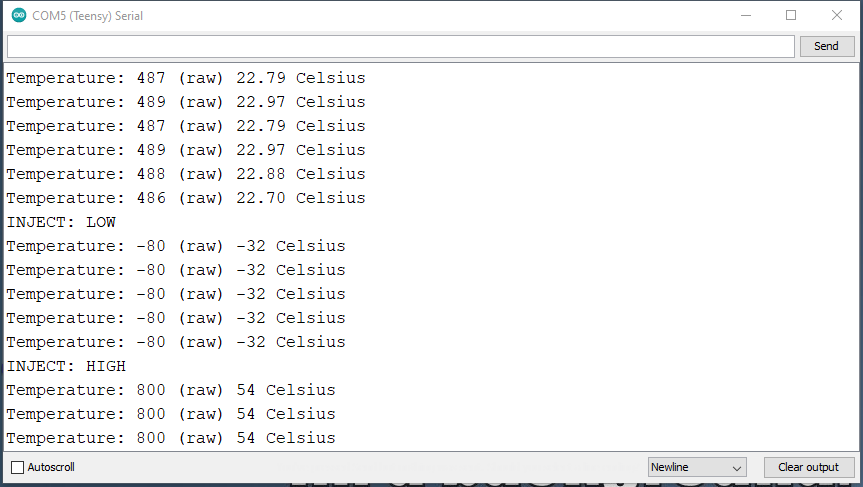 COM5 (Teensy) Serial
Send
Temperature: 487 (raw) 22.79 Celsius
Temperature: 489 (raw) 22.97 Celsius
Temperature: 487 (raw) 22.79 Celsius
Temperature: 489 (raw) 22.97 Celsius
Temperature: 488 (raw) 22.88 Celsius
Temperature: 486 (raw) 22.70 Celsius
INJECT: LOW
Temperature: -80 (raw) -32 Celsius
Temperature: -80 (raw) -32 Celsius
Temperature: -80 (raw) -32 Celsius
Temperature: -80 (raw) -32 Celsius
Temperature: -80 (raw) -32 Celsius
INJECT: HIGH
Temperature: 800 (raw) 54 Celsius
Temperature: 800 (raw) 54 Celsius
Temperature: 800 (raw) 54 Celsius
Autoscroll
Newline
Clear output